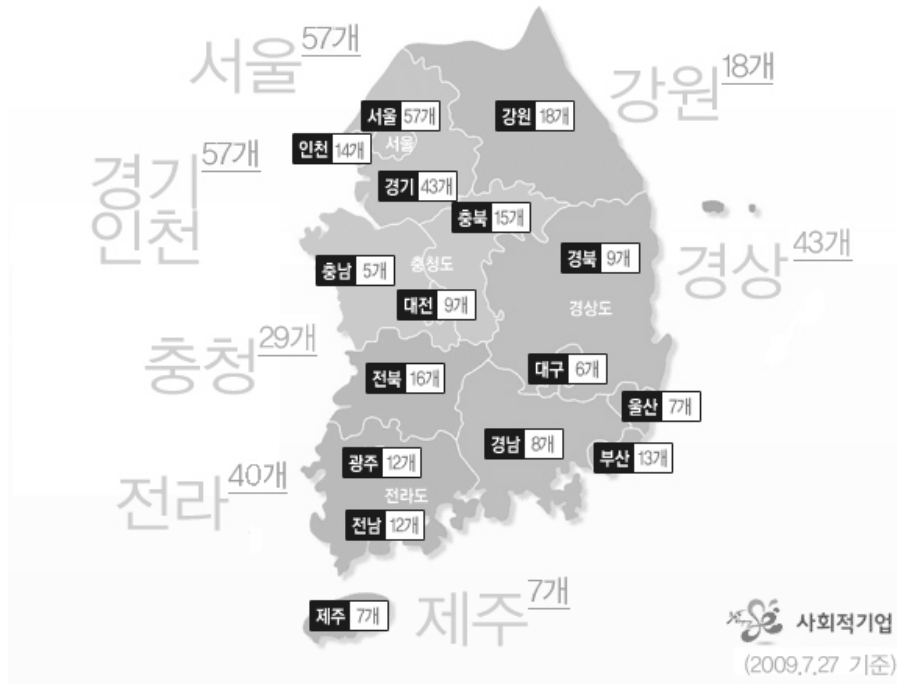 57개
서울
18개
강원
서울 57개
강원 18개
서울
인천 14개
57개
경기
인천
경기 43개
충북 15개
43개
경상
경북 9개
충청도
충남 5개
대전 9개
경상도
29개
충청
대구 6개
전북 16개
울산 7개
경남 8개
부산 13개
광주 12개
40개
전라
전라도
전남 12개
7개
제주
제주 7개
사회적기업
(2009.7.27 기준)